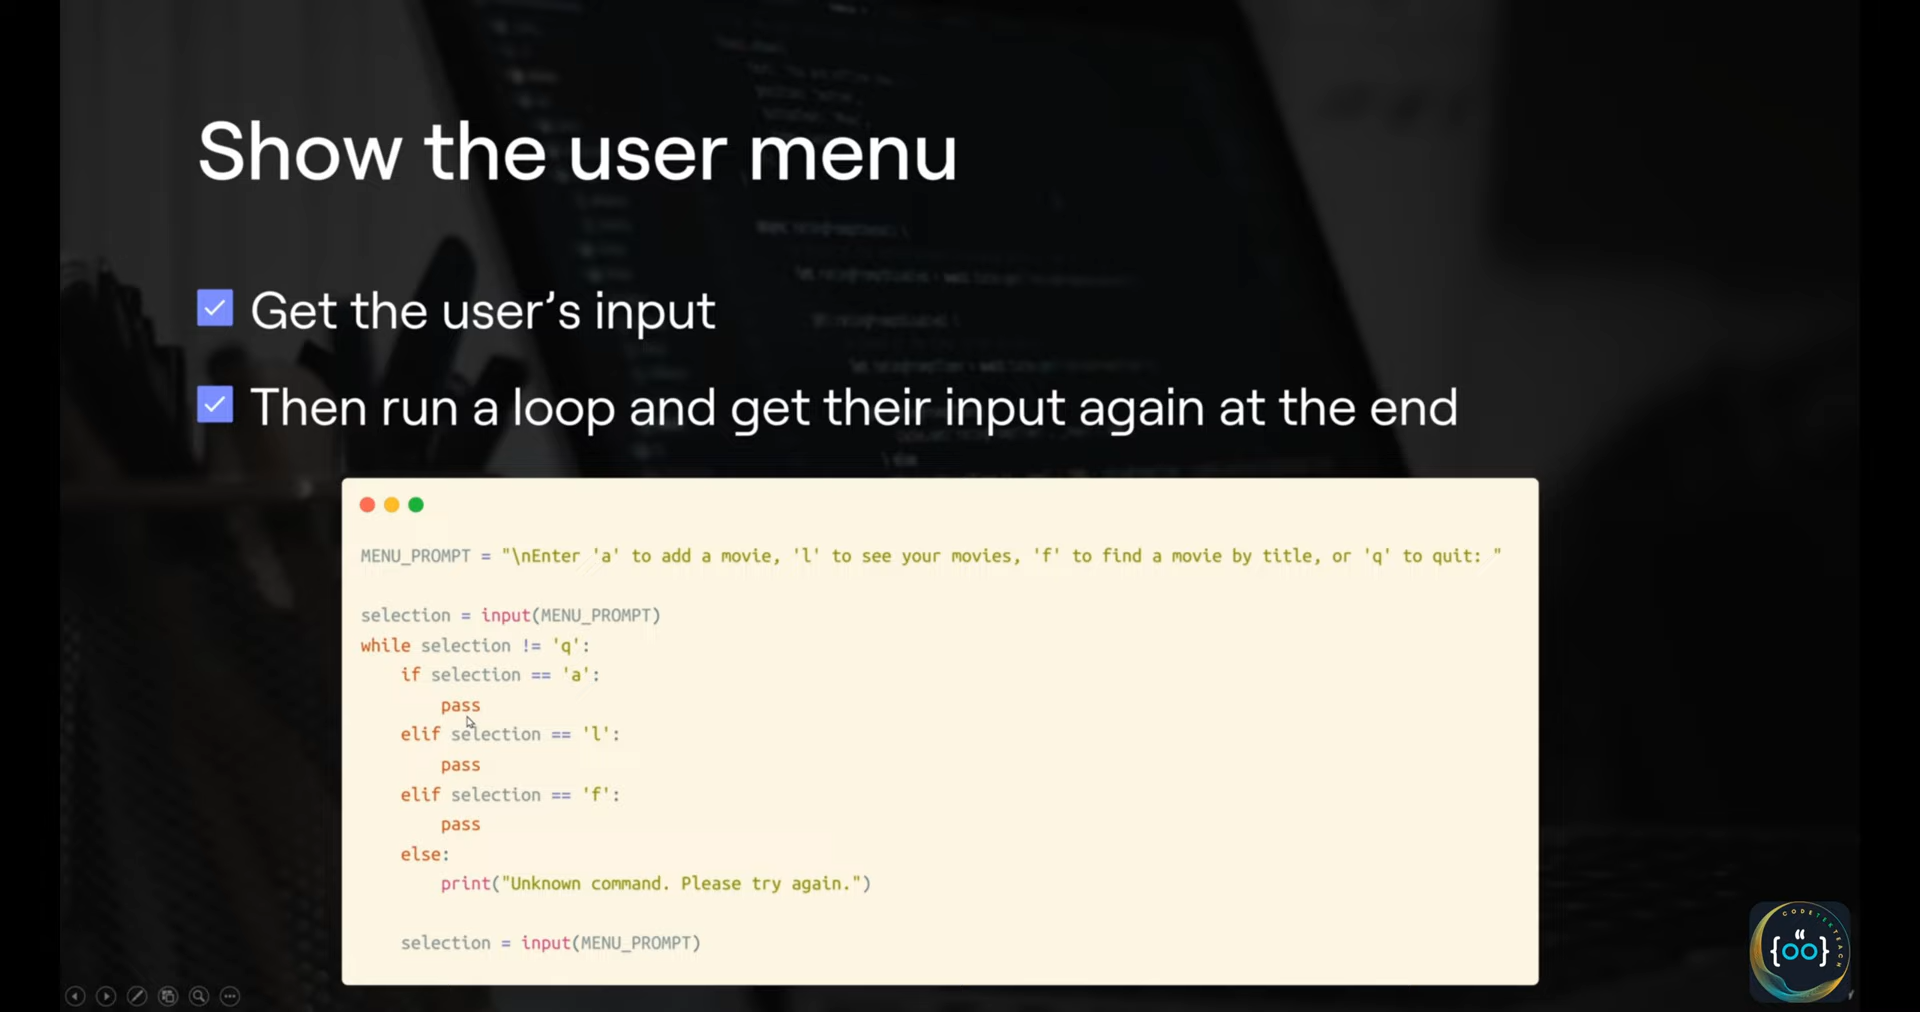 Show the user menu
Get the user’s input
Then run a loop and get their input again at the end
MENU_PROMPT = "\nEnter 'a' to add a movie, 'l' to see your movies, 'f' to find a movie by title, or 'q' to quit: "
selection = input(MENU_PROMPT)
while selection != 'q':
    if selection == 'a':
        pass
    elif selection == 'l':
        pass
    elif selection == 'f':
        pass
    else:
        print("Unknown command. Please try again.")
    selection = input(MENU_PROMPT)
CODETEKTEACH
{oo}